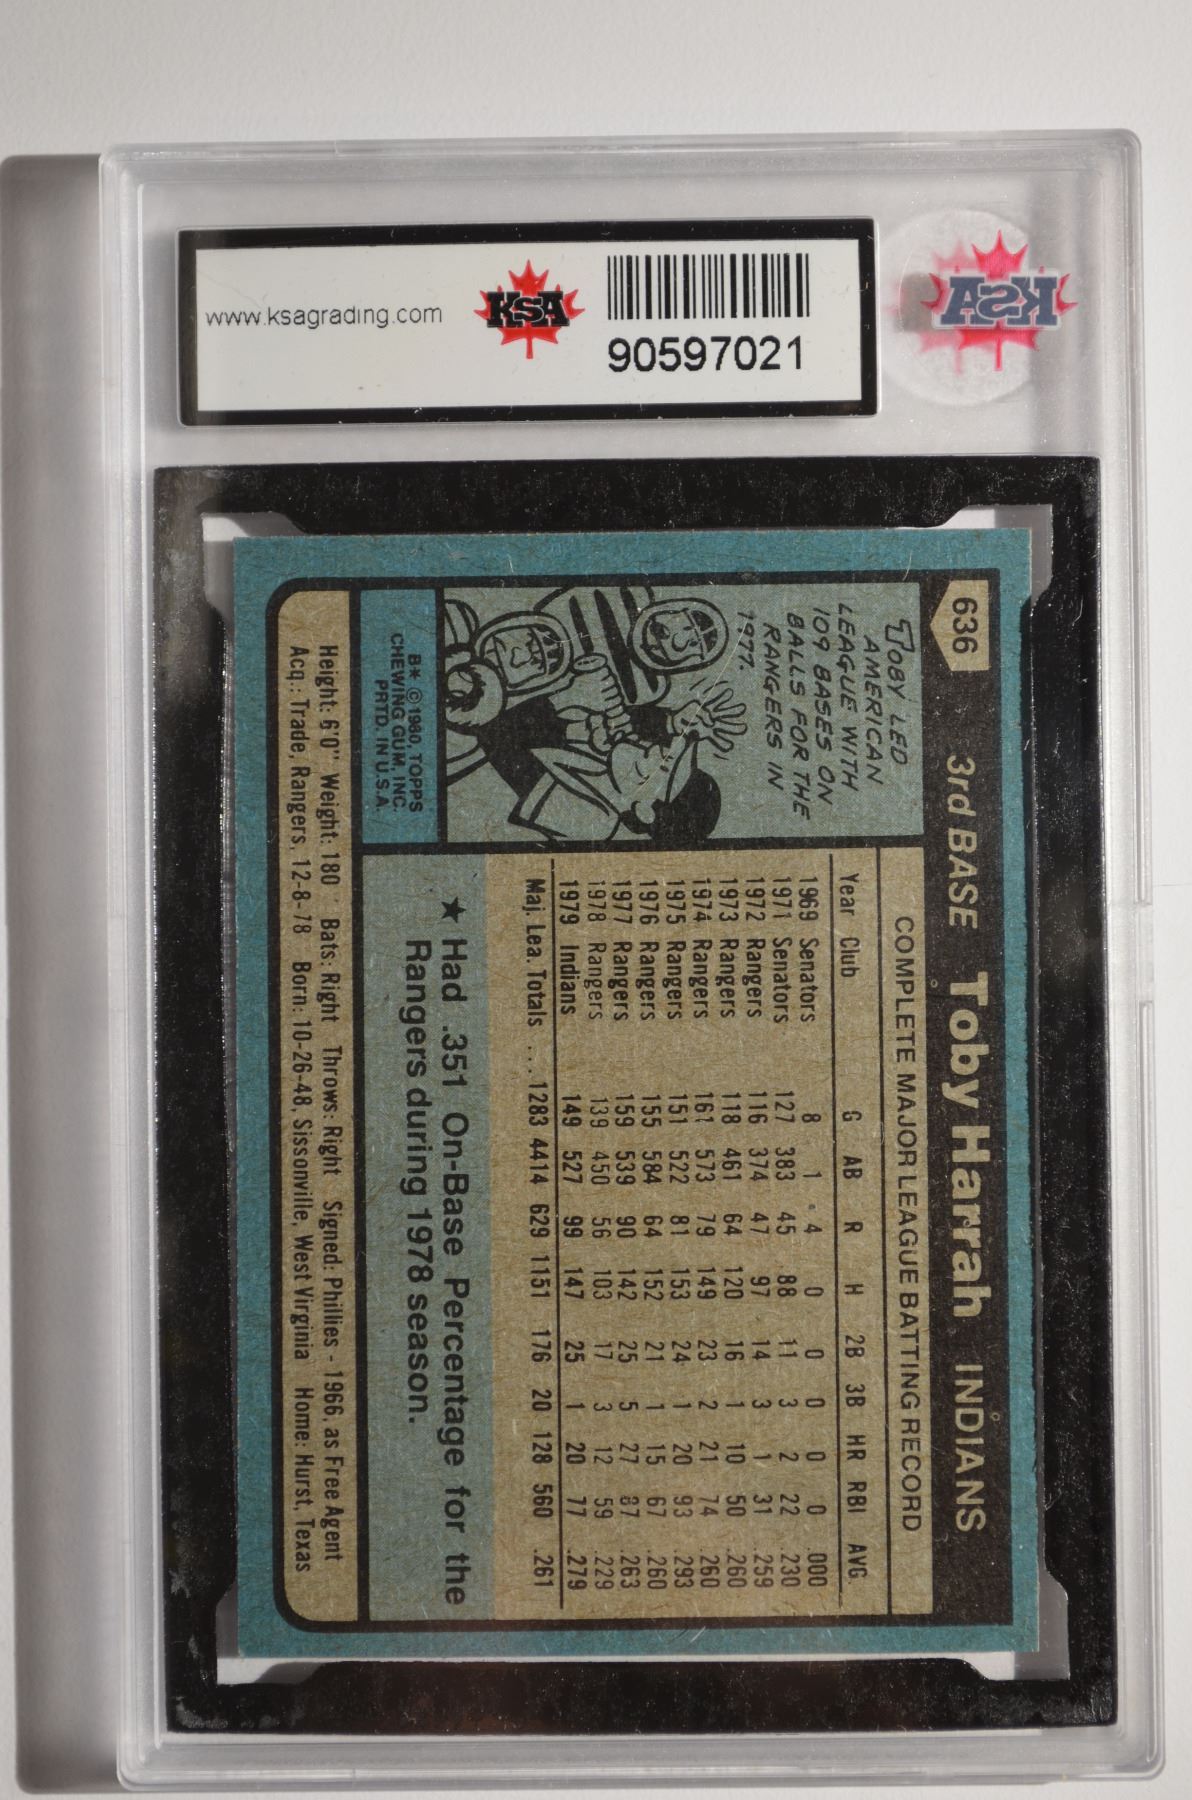 www.ksagrading.com
KSA
90597021
KSA
636
3rd BASE Toby Harrah INDIANS
TOBY LED
AMERICAN
LEAGUE WITH
109 BASES ON
BALLS FOR THE
RANGERS IN
1977.
B* © 1980, TOPPS
CHEWING GUM, INC.
PRTD. IN U.S.A.
COMPLETE MAJOR LEAGUE BATTING RECORD
Year Club G AB R H 2B 3B HR RBI AVG.
1969 Senators 8 1 4 0 0 0 0 0 .000
1971 Senators 127 383 45 88 11 3 2 22 .230
1972 Rangers 116 374 47 97 14 3 1 31 .259
1973 Rangers 118 461 64 120 16 1 10 50 .260
1974 Rangers 161 573 79 149 23 2 21 74 .260
1975 Rangers 151 522 81 153 24 1 20 93 .293
1976 Rangers 155 584 64 152 21 1 15 67 .260
1977 Rangers 159 539 90 142 25 5 27 87 .263
1978 Rangers 139 450 56 103 17 3 12 59 .229
1979 Indians 149 527 99 147 25 1 20 77 .279
Maj. Lea. Totals ... 1283 4414 629 1151 176 20 128 560 .261
★ Had .351 On-Base Percentage for the
Rangers during 1978 season.
Height: 6'0" Weight: 180 Bats: Right Throws: Right Signed: Phillies - 1966, as Free Agent
Acq.: Trade, Rangers, 12-8-78 Born: 10-26-48, Sissonville, West Virginia Home: Hurst, Texas